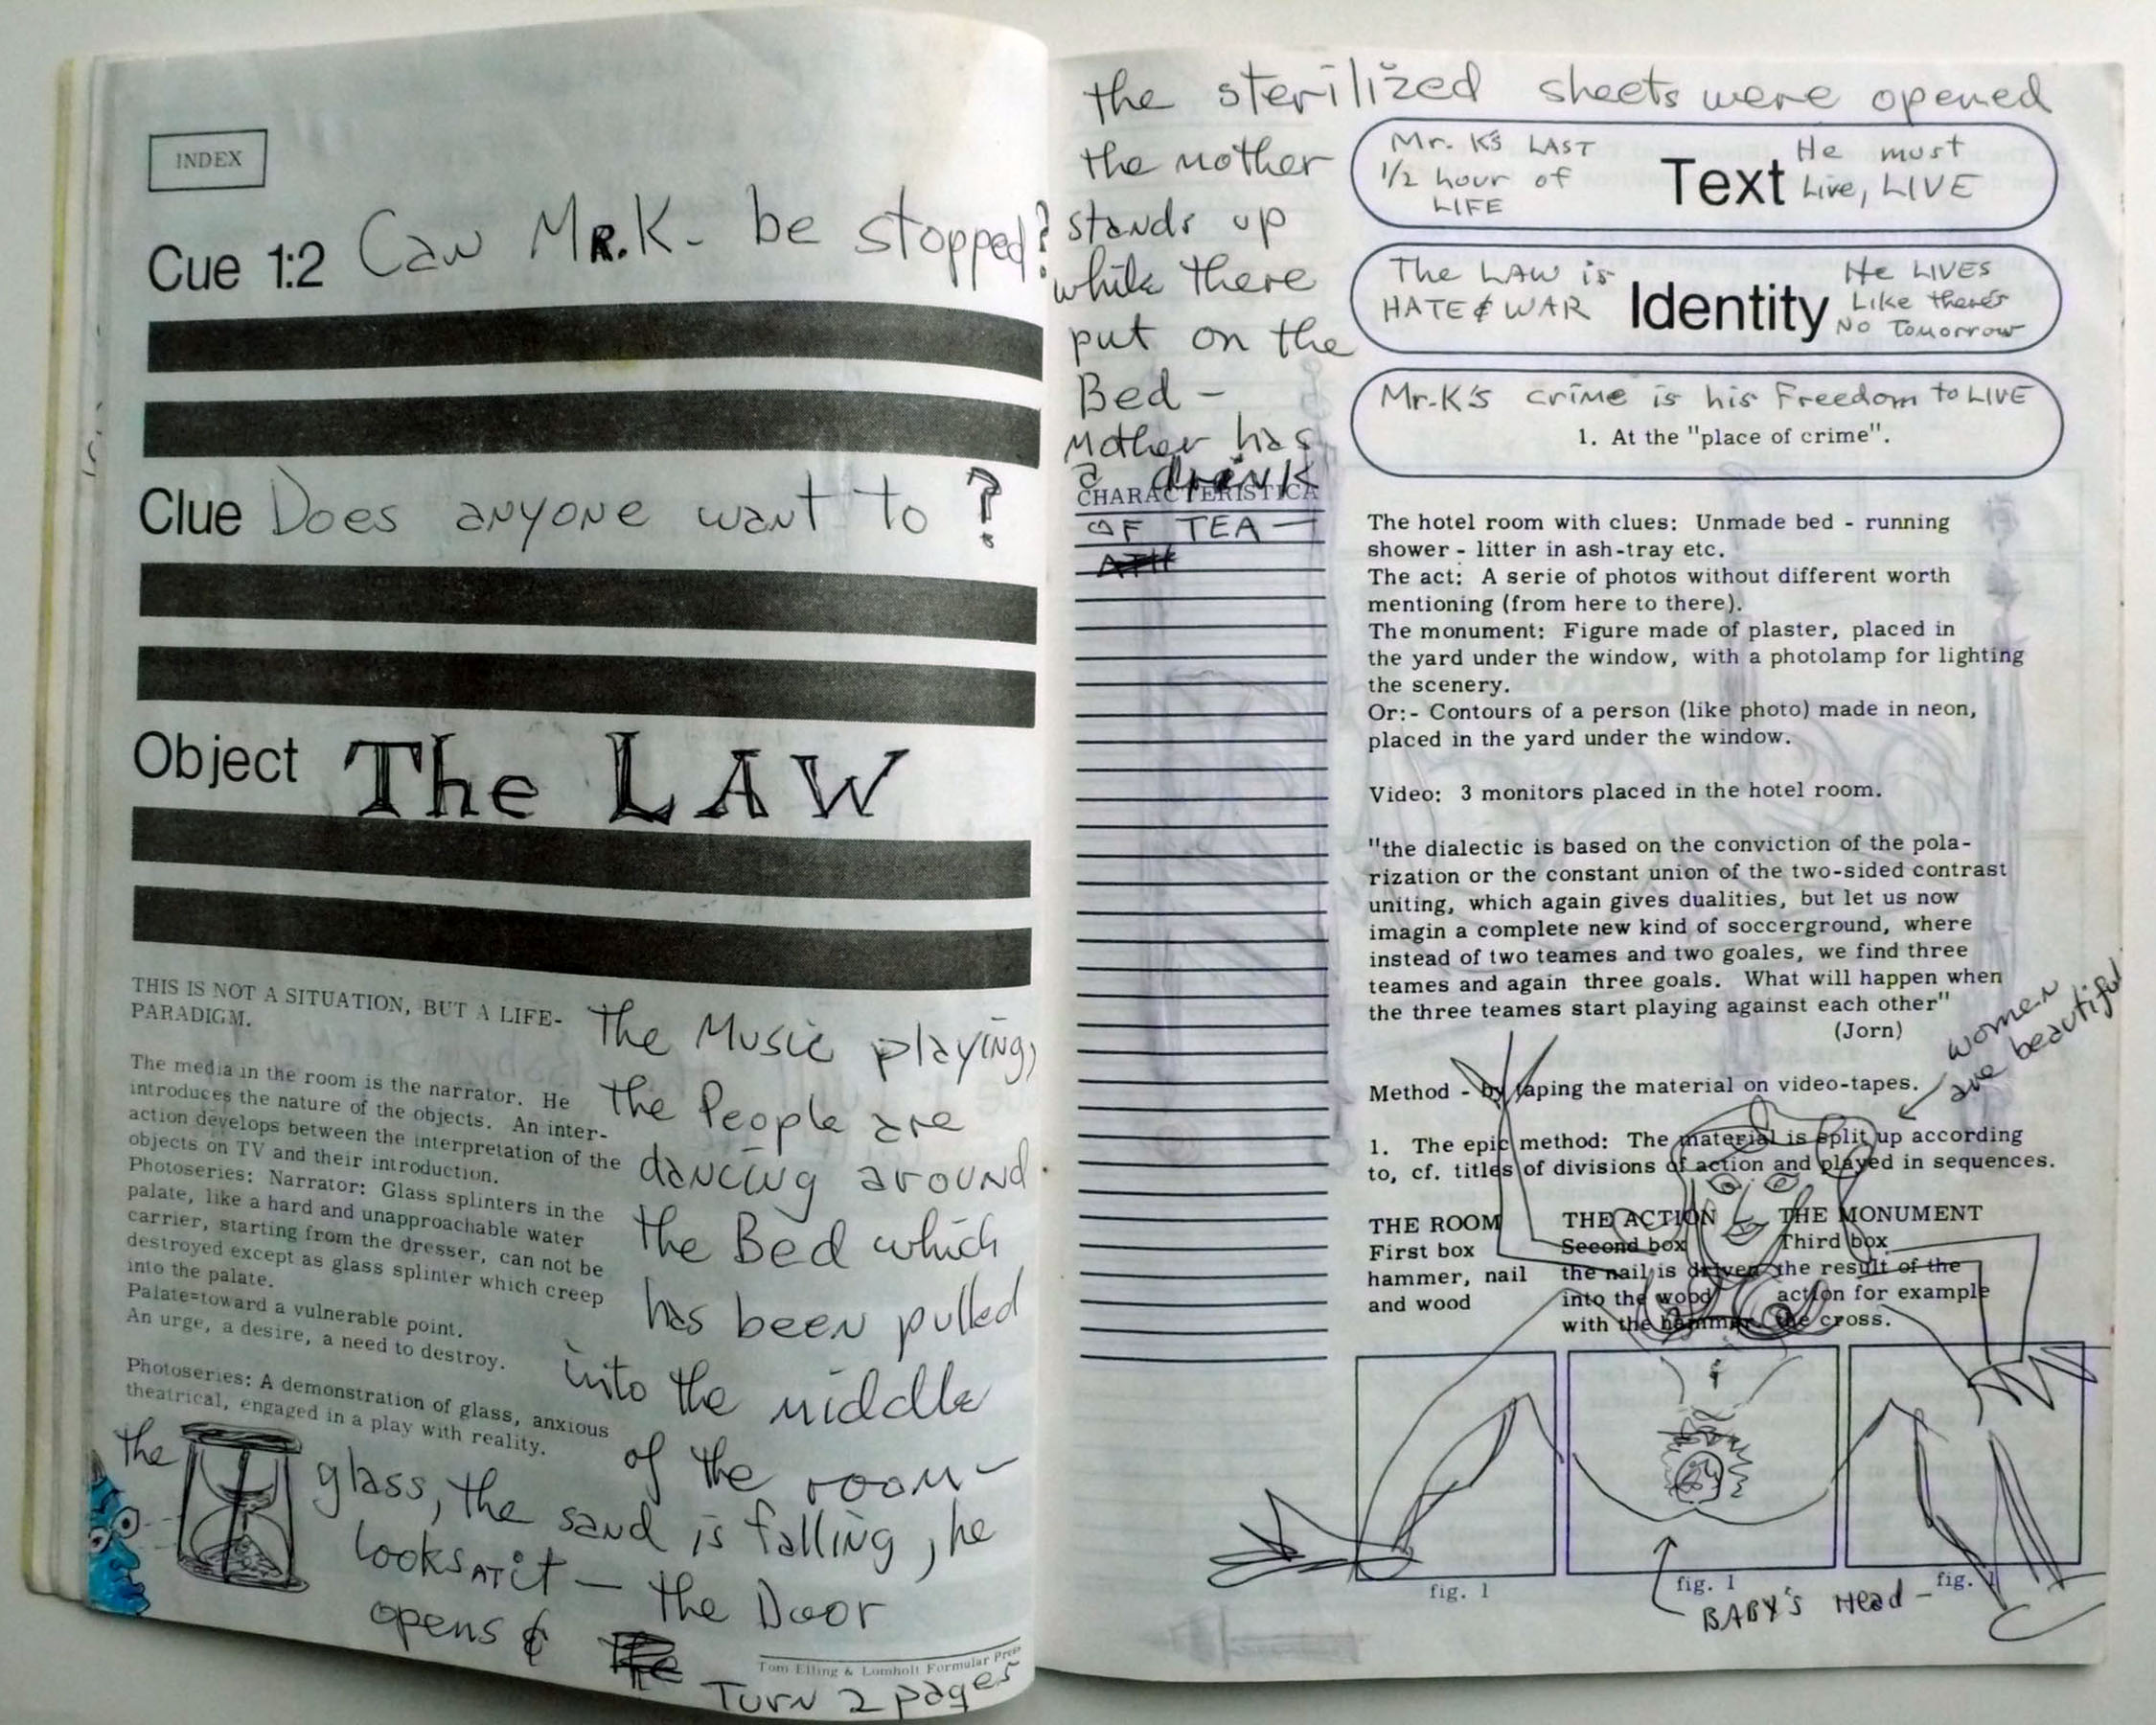 INDEX
Cue 1:2 Can MR.K- be stopped?
Clue Does anyone want to ?
Object The LAW
THIS IS NOT A SITUATION, BUT A LIFE-
PARADIGM.
The media in the room is the narrator. He
introduces the nature of the objects. An inter-
action develops between the interpretation of the
objects on TV and their introduction.
Photoseries: Narrator: Glass splinters in the
palate, like a hard and unapproachable water
carrier, starting from the dresser, can not be
destroyed except as glass splinter which creep
into the palate.
Palate=toward a vulnerable point.
An urge, a desire, a need to destroy.
Photoseries: A demonstration of glass, anxious
theatrical, engaged in a play with reality.
the Music playing,
the People are
dancing around
the Bed which
has been pulled
into the middle
of the room-
the glass, the sand is falling, he
looks AT it - the Door
opens &
Tom Elling & Lomholt Formular Press
TURN 2 pages
the sterilized sheets were opened
the mother
stands up
while there
put on the
Bed -
Mother has
a drink
CHARACTERISTICA
OF TEA -
Mr. K's LAST
1/2 hour of
LIFE
Text
He must
Live, LIVE
The LAW is
HATE & WAR
Identity
He LIVES
Like there's
No Tomorrow
Mr.K's crime is his Freedom to LIVE
1. At the "place of crime".
The hotel room with clues: Unmade bed - running
shower - litter in ash-tray etc.
The act: A serie of photos without different worth
mentioning (from here to there).
The monument: Figure made of plaster, placed in
the yard under the window, with a photolamp for lighting
the scenery.
Or:- Contours of a person (like photo) made in neon,
placed in the yard under the window.
Video: 3 monitors placed in the hotel room.
"the dialectic is based on the conviction of the pola-
rization or the constant union of the two-sided contrast
uniting, which again gives dualities, but let us now
imagin a complete new kind of soccerground, where
instead of two teames and two goales, we find three
teames and again three goals. What will happen when
the three teames start playing against each other"
(Jorn)
women
are beautiful
Method - by taping the material on video-tapes.
1. The epic method: The material is split up according
to, cf. titles of divisions of action and played in sequences.
THE ROOM
First box
hammer, nail
and wood
THE ACTION
Second box
the nail is driven
into the wood
with the hammer.
THE MONUMENT
Third box
the result of the
action for example
the cross.
fig. 1
fig. 1
fig. 1
BABY'S Head -